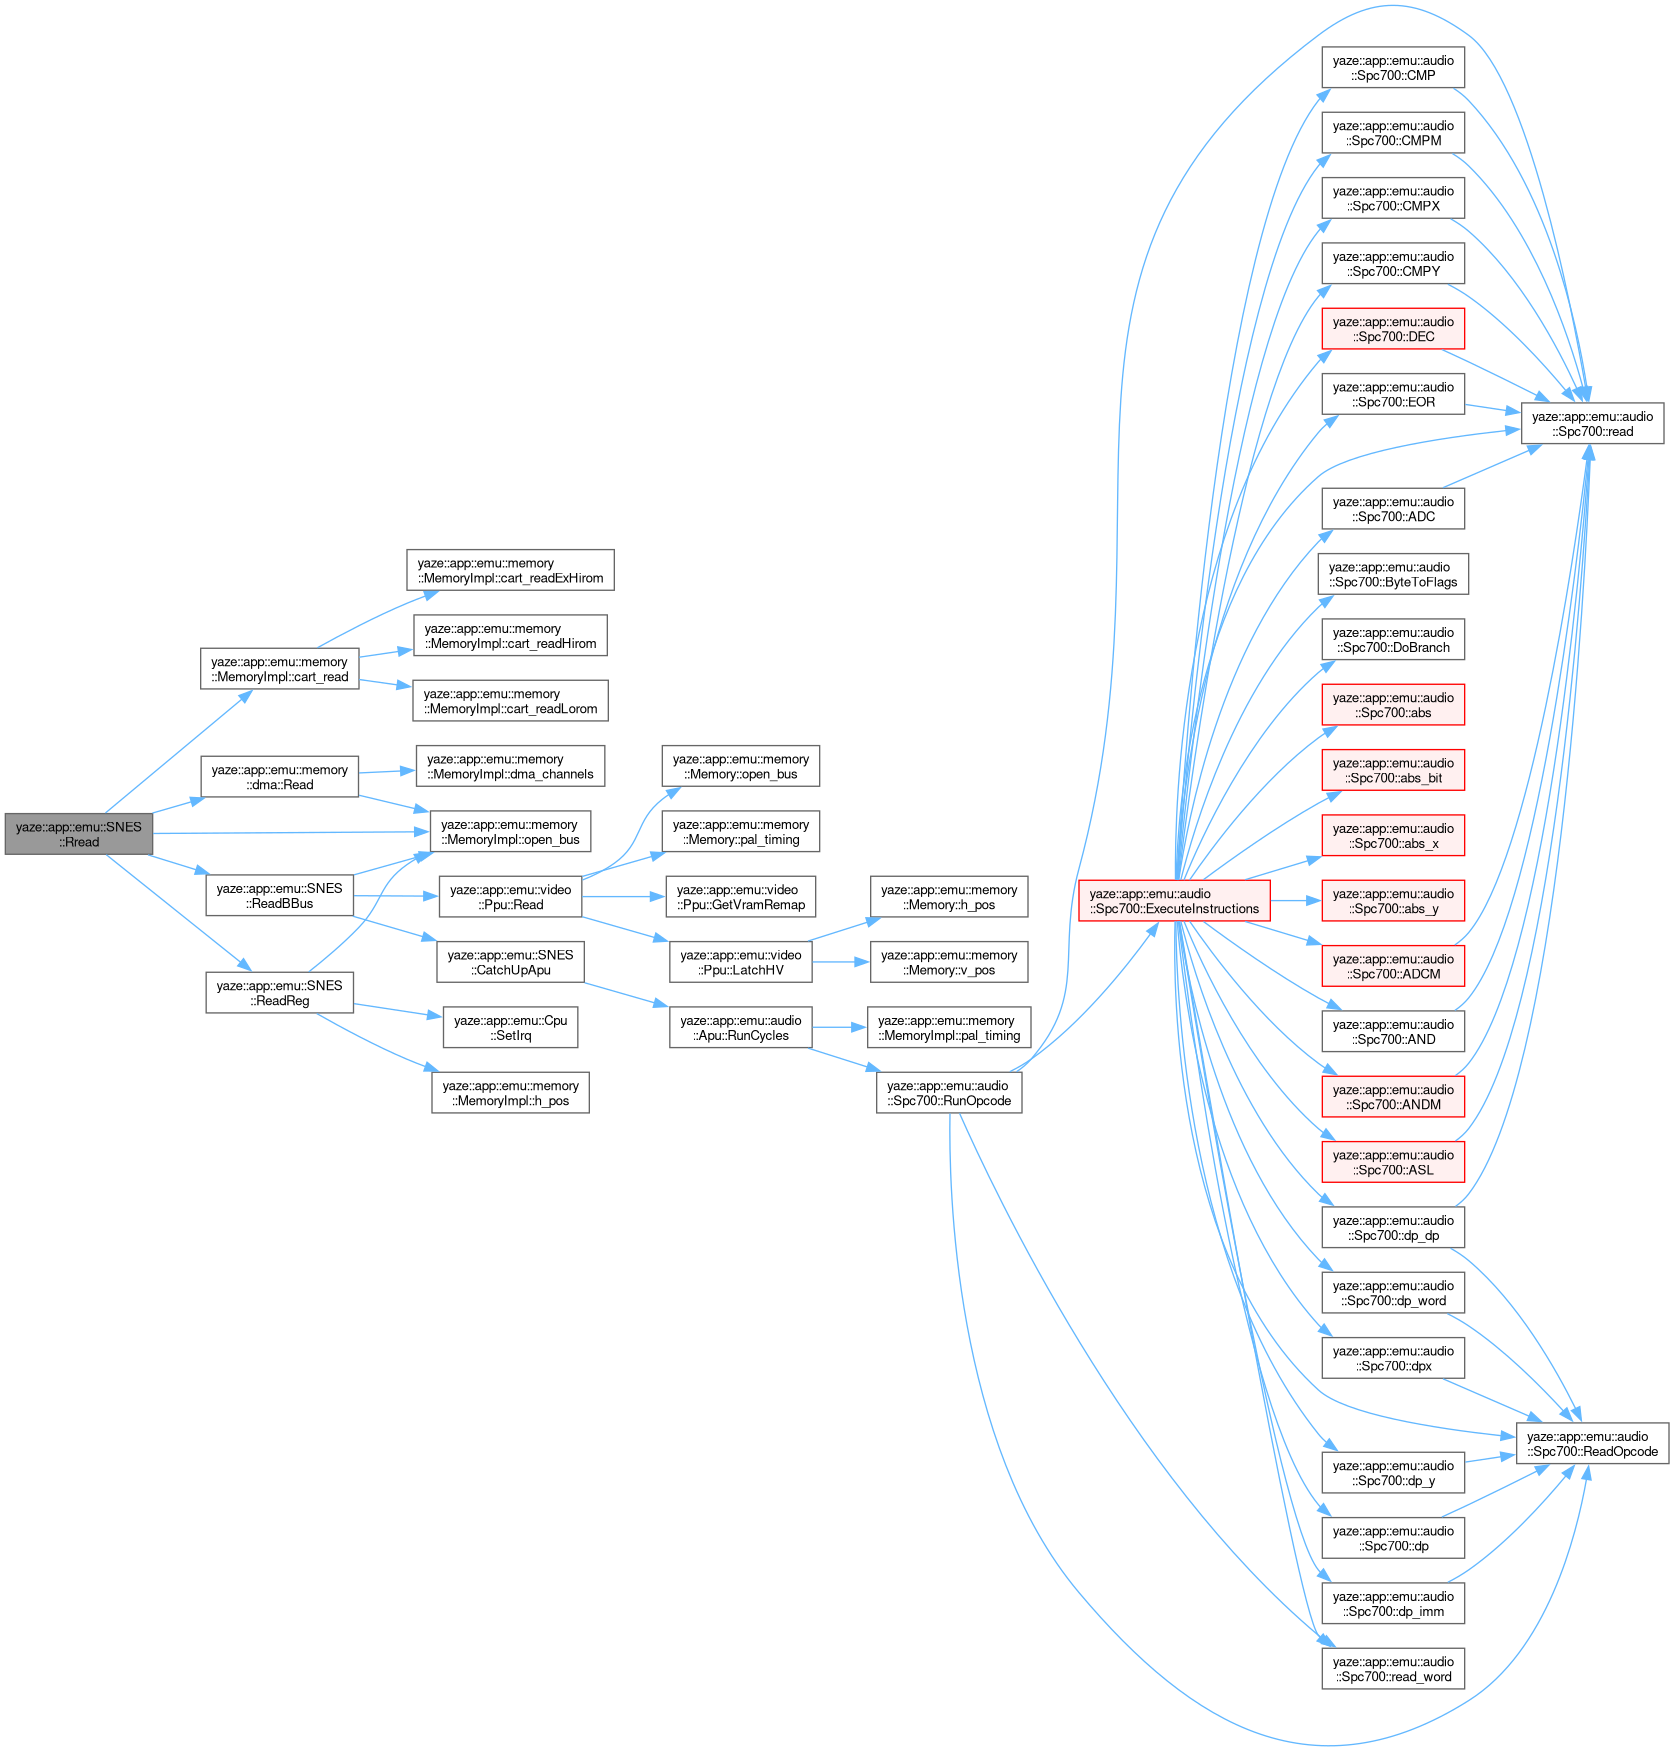 yaze::app::emu::SNES
::Rread
yaze::app::emu::memory
::MemoryImpl::cart_read
yaze::app::emu::memory
::MemoryImpl::cart_readExHirom
yaze::app::emu::memory
::MemoryImpl::cart_readHirom
yaze::app::emu::memory
::MemoryImpl::cart_readLorom
yaze::app::emu::memory
::dma::Read
yaze::app::emu::memory
::MemoryImpl::dma_channels
yaze::app::emu::memory
::MemoryImpl::open_bus
yaze::app::emu::SNES
::ReadBBus
yaze::app::emu::video
::Ppu::Read
yaze::app::emu::memory
::Memory::open_bus
yaze::app::emu::memory
::Memory::pal_timing
yaze::app::emu::video
::Ppu::GetVramRemap
yaze::app::emu::video
::Ppu::LatchHV
yaze::app::emu::memory
::Memory::h_pos
yaze::app::emu::memory
::Memory::v_pos
yaze::app::emu::SNES
::CatchUpApu
yaze::app::emu::audio
::Apu::RunCycles
yaze::app::emu::memory
::MemoryImpl::pal_timing
yaze::app::emu::audio
::Spc700::RunOpcode
yaze::app::emu::SNES
::ReadReg
yaze::app::emu::Cpu
::SetIrq
yaze::app::emu::memory
::MemoryImpl::h_pos
yaze::app::emu::audio
::Spc700::ExecuteInstructions
yaze::app::emu::audio
::Spc700::CMP
yaze::app::emu::audio
::Spc700::CMPM
yaze::app::emu::audio
::Spc700::CMPX
yaze::app::emu::audio
::Spc700::CMPY
yaze::app::emu::audio
::Spc700::DEC
yaze::app::emu::audio
::Spc700::EOR
yaze::app::emu::audio
::Spc700::read
yaze::app::emu::audio
::Spc700::ADC
yaze::app::emu::audio
::Spc700::ByteToFlags
yaze::app::emu::audio
::Spc700::DoBranch
yaze::app::emu::audio
::Spc700::abs
yaze::app::emu::audio
::Spc700::abs_bit
yaze::app::emu::audio
::Spc700::abs_x
yaze::app::emu::audio
::Spc700::abs_y
yaze::app::emu::audio
::Spc700::ADCM
yaze::app::emu::audio
::Spc700::AND
yaze::app::emu::audio
::Spc700::ANDM
yaze::app::emu::audio
::Spc700::ASL
yaze::app::emu::audio
::Spc700::dp_dp
yaze::app::emu::audio
::Spc700::dp_word
yaze::app::emu::audio
::Spc700::dpx
yaze::app::emu::audio
::Spc700::ReadOpcode
yaze::app::emu::audio
::Spc700::dp_y
yaze::app::emu::audio
::Spc700::dp
yaze::app::emu::audio
::Spc700::dp_imm
yaze::app::emu::audio
::Spc700::read_word